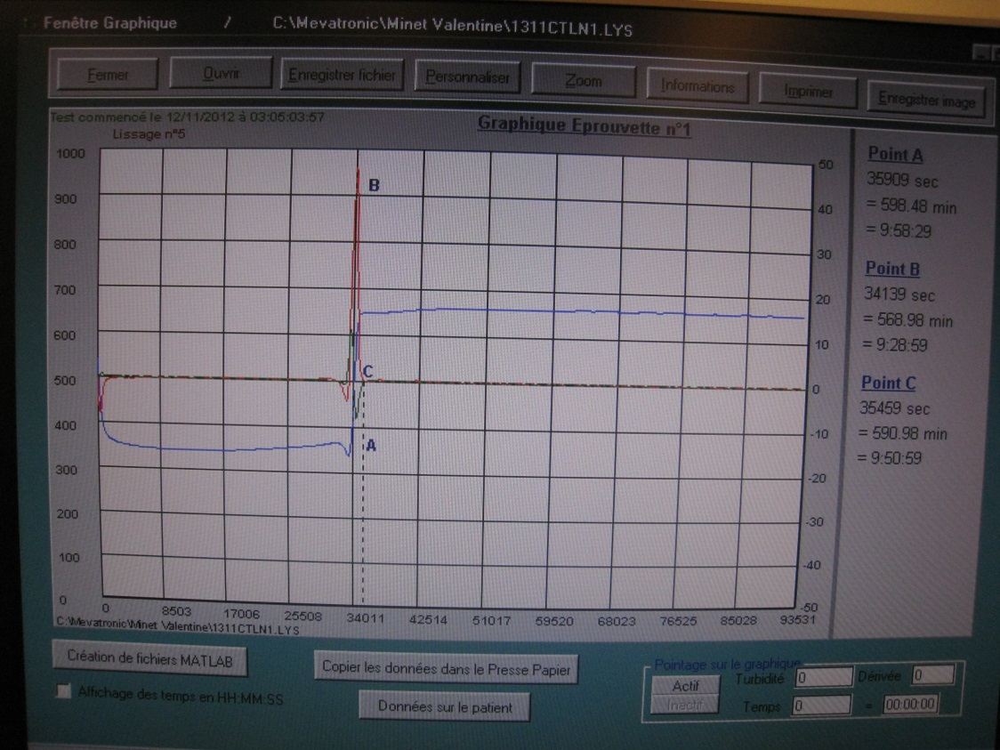 Fenêtre Graphique / C:\Mevatronic\Minet Valentine\1311CTLN1.LYS
Fermer Ouvrir Enregistrer fichier Personnaliser Zoom Informations Imprimer Enregistrer image
Test commencé le 12/11/2012 à 03:05:03:57
Graphique Eprouvette n°1
Lissage n°5
1000
900
800
700
600
500
400
300
200
100
0
B
C
A
50
40
30
20
10
0
-10
-20
-30
-40
-50
0 8503 17006 25508 34011 42514 51017 59520 68023 76525 85028 93531
C:\Mevatronic\Minet Valentine\1311CTLN1.LYS
Point A
35909 sec
= 598.48 min
= 9:58:29
Point B
34139 sec
= 568.98 min
= 9:28:59
Point C
35459 sec
= 590.98 min
= 9:50:59
Création de fichiers MATLAB
Affichage des temps en HH:MM:SS
Copier les données dans le Presse Papier
Données sur le patient
Pointage sur le graphique
Actif
Inactif
Turbidité 0 Dérivée 0
Temps 0 = 00:00:00